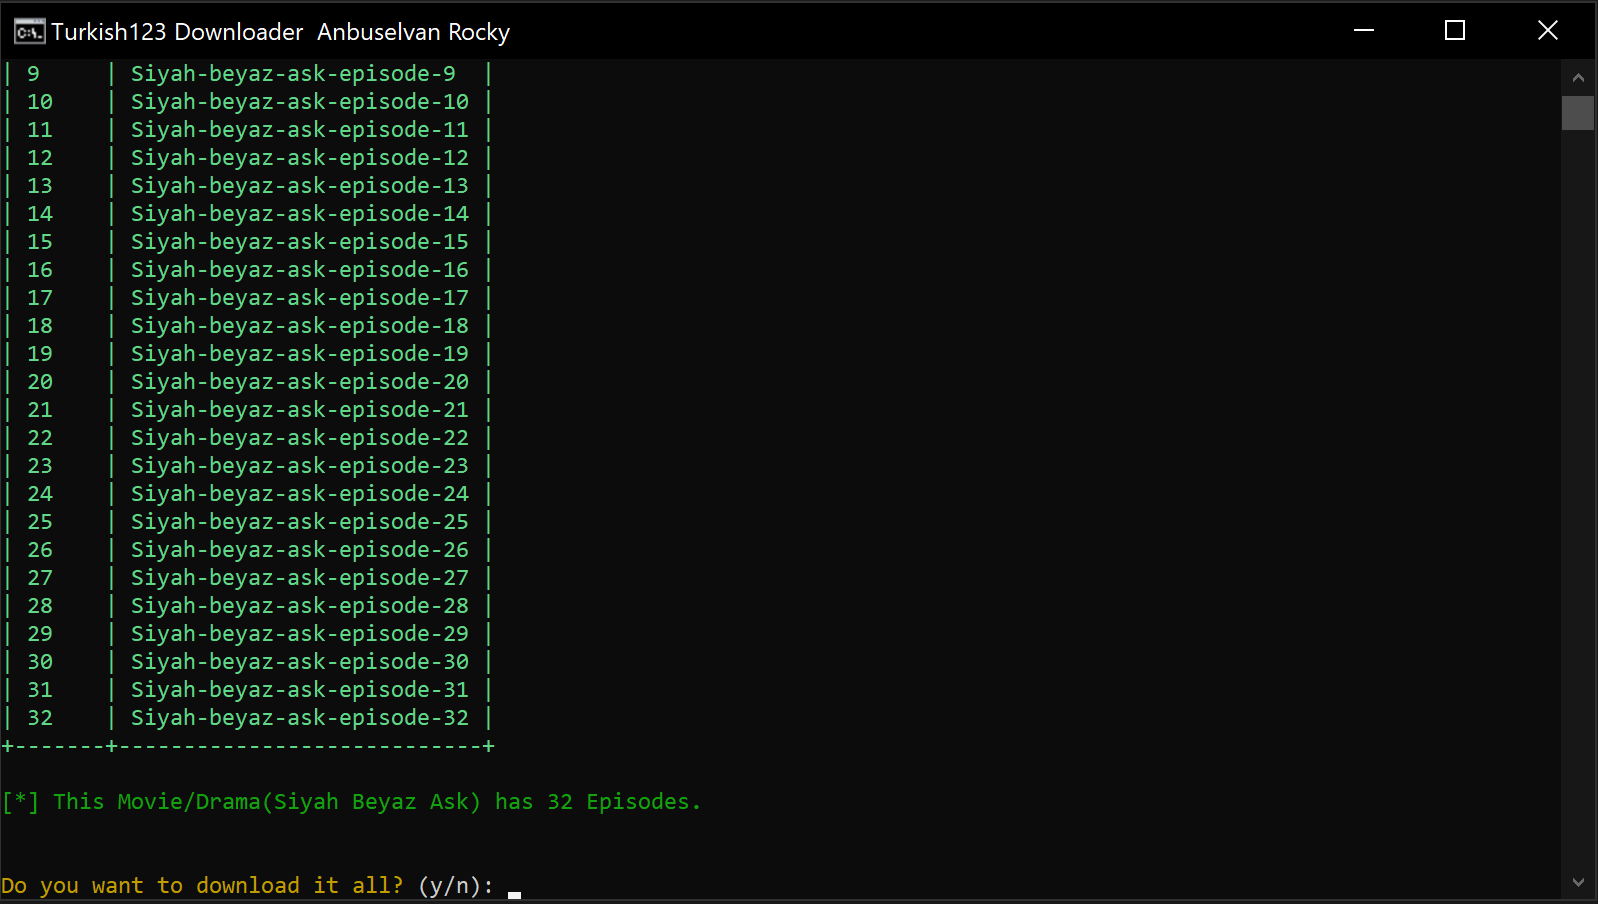 Turkish123 Downloader  Anbuselvan Rocky
| 9     | Siyah-beyaz-ask-episode-9  |
| 10    | Siyah-beyaz-ask-episode-10 |
| 11    | Siyah-beyaz-ask-episode-11 |
| 12    | Siyah-beyaz-ask-episode-12 |
| 13    | Siyah-beyaz-ask-episode-13 |
| 14    | Siyah-beyaz-ask-episode-14 |
| 15    | Siyah-beyaz-ask-episode-15 |
| 16    | Siyah-beyaz-ask-episode-16 |
| 17    | Siyah-beyaz-ask-episode-17 |
| 18    | Siyah-beyaz-ask-episode-18 |
| 19    | Siyah-beyaz-ask-episode-19 |
| 20    | Siyah-beyaz-ask-episode-20 |
| 21    | Siyah-beyaz-ask-episode-21 |
| 22    | Siyah-beyaz-ask-episode-22 |
| 23    | Siyah-beyaz-ask-episode-23 |
| 24    | Siyah-beyaz-ask-episode-24 |
| 25    | Siyah-beyaz-ask-episode-25 |
| 26    | Siyah-beyaz-ask-episode-26 |
| 27    | Siyah-beyaz-ask-episode-27 |
| 28    | Siyah-beyaz-ask-episode-28 |
| 29    | Siyah-beyaz-ask-episode-29 |
| 30    | Siyah-beyaz-ask-episode-30 |
| 31    | Siyah-beyaz-ask-episode-31 |
| 32    | Siyah-beyaz-ask-episode-32 |
+-------+----------------------------+
[*] This Movie/Drama(Siyah Beyaz Ask) has 32 Episodes.
Do you want to download it all? (y/n):